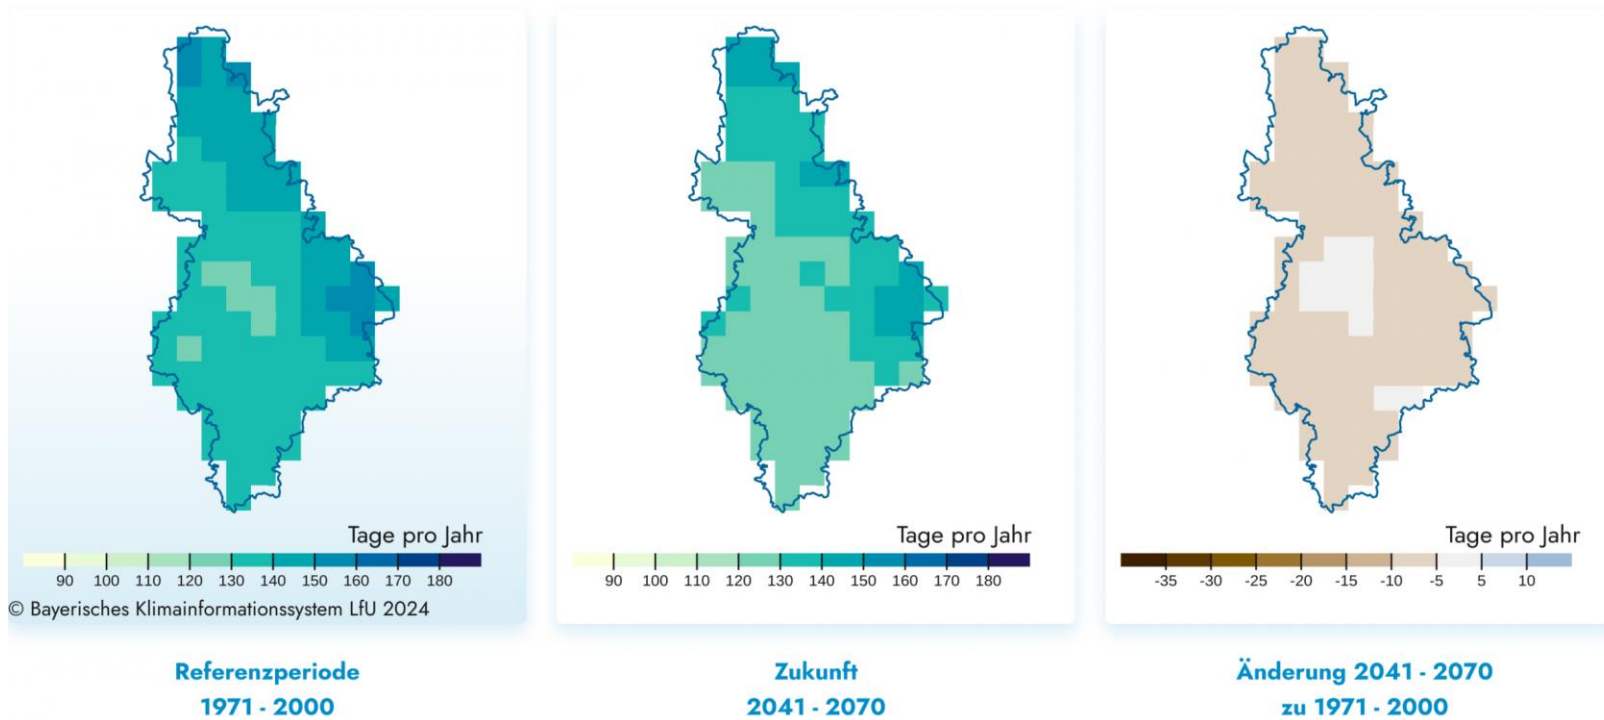 Tage pro Jahr
90 100 110 120 130 140 150 160 170 180
© Bayerisches Klimainformationssystem LfU 2024
Referenzperiode
1971 - 2000
Tage pro Jahr
90 100 110 120 130 140 150 160 170 180
Zukunft
2041 - 2070
Tage pro Jahr
-35 -30 -25 -20 -15 -10 -5 5 10
Änderung 2041 - 2070
zu 1971 - 2000